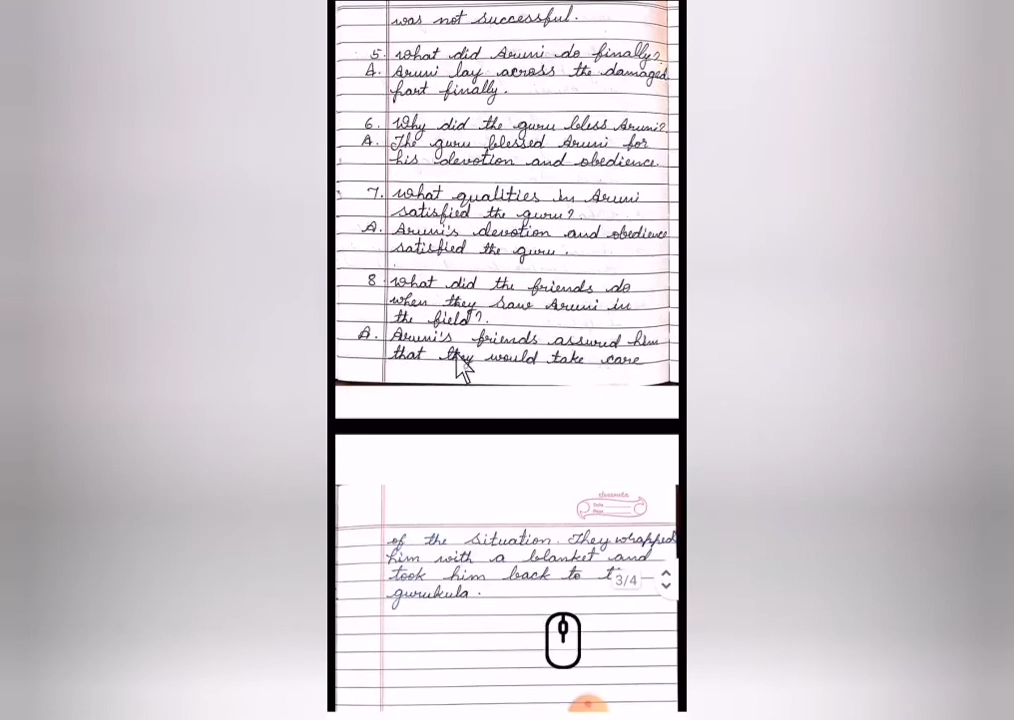 was not successful.
5. What did Aruni do finally?
A. Aruni lay across the damaged
part finally.
6. Why did the guru bless Aruni?
A. The guru blessed Aruni for
his devotion and obedience.
7. What qualities in Aruni
satisfied the guru?
A. Aruni's devotion and obedience
satisfied the guru.
8 What did the friends do
when they saw Aruni in
the field?
A. Aruni's friends assured him
that they would take care
classmate
Date
Page
of the situation. They wrapped
him with a blanket and
took him back to
3/4
gurukula.